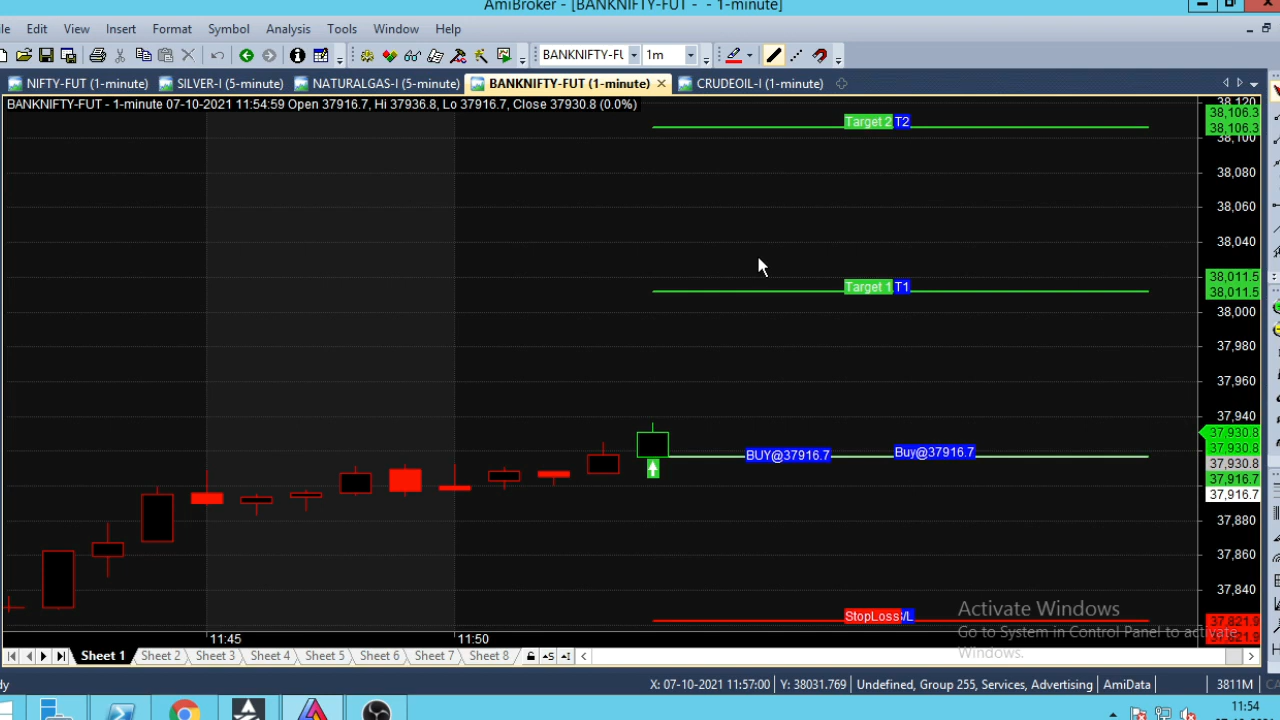 AmiBroker - [BANKNIFTY-FUT - - 1-minute]
Edit View Insert Format Symbol Analysis Tools Window Help
BANKNIFTY-FU 1m
NIFTY-FUT (1-minute) SILVER-I (5-minute) NATURALGAS-I (5-minute) BANKNIFTY-FUT (1-minute) CRUDEOIL-I (1-minute)
BANKNIFTY-FUT - 1-minute 07-10-2021 11:54:59 Open 37916.7, Hi 37936.8, Lo 37916.7, Close 37930.8 (0.0%)
38,120
38,106.3
Target 2 T2
38,106.3
38,100
38,080
38,060
38,040
38,011.5
Target 1 T1
38,011.5
38,000
37,980
37,960
37,940
37,930.8
37,930.8
BUY@37916.7 Buy@37916.7
37,930.8
37,916.7
37,916.7
37,880
37,860
37,840
Activate Windows
StopLoss /L
37,821.9
Go to System in Control Panel to activate
37,821.9
Windows.
11:45 11:50
Sheet 1 Sheet 2 Sheet 3 Sheet 4 Sheet 5 Sheet 6 Sheet 7 Sheet 8
X: 07-10-2021 11:57:00 Y: 38031.769 Undefined, Group 255, Services, Advertising AmiData 3811M
11:54